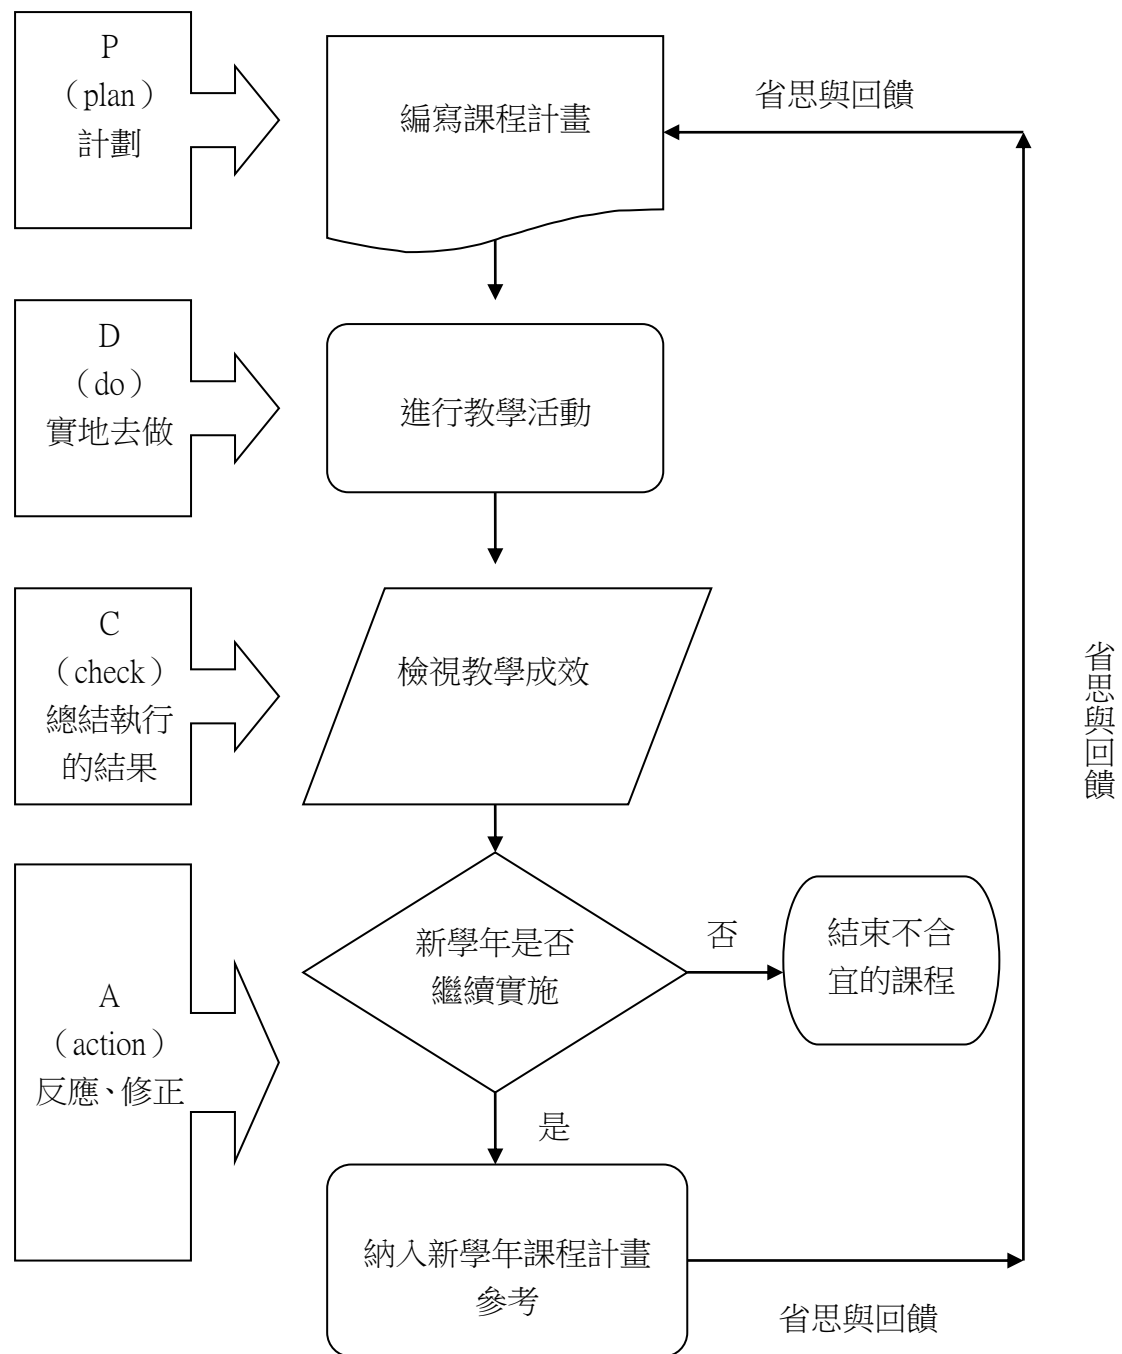 P
（plan）
計劃
編寫課程計畫
省思與回饋
D
（do）
實地去做
進行教學活動
C
（check）
總結執行
的結果
檢視教學成效
省思與回饋
A
（action）
反應、修正
新學年是否
繼續實施
否
結束不合
宜的課程
是
納入新學年課程計畫
參考
省思與回饋